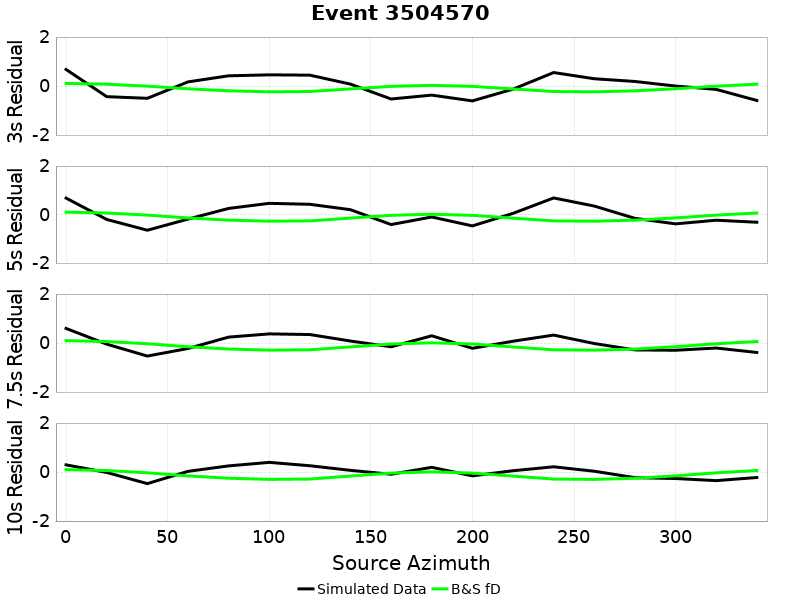 Event 3504570
2
0
-2
3s Residual
2
0
-2
5s Residual
2
0
-2
7.5s Residual
2
0
-2
10s Residual
0 50 100 150 200 250 300
Source Azimuth
Simulated Data B&S fD